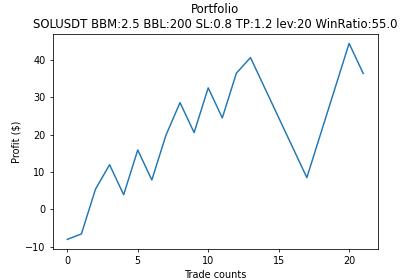 Portfolio
SOLUSDT BBM:2.5 BBL:200 SL:0.8 TP:1.2 lev:20 WinRatio:55.0
Profit ($)
40
30
20
10
0
−10
0
5
10
15
20
Trade counts